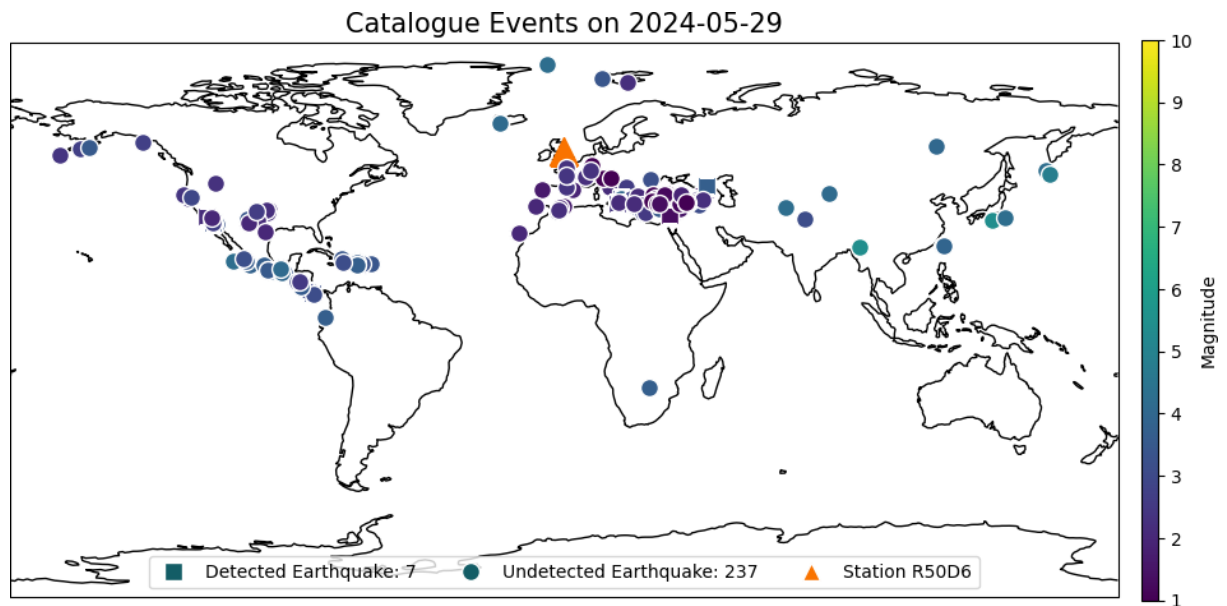 Catalogue Events on 2024-05-29
10
9
8
7
6
5
4
3
2
1
Magnitude
Detected Earthquake: 7
Undetected Earthquake: 237
Station R50D6